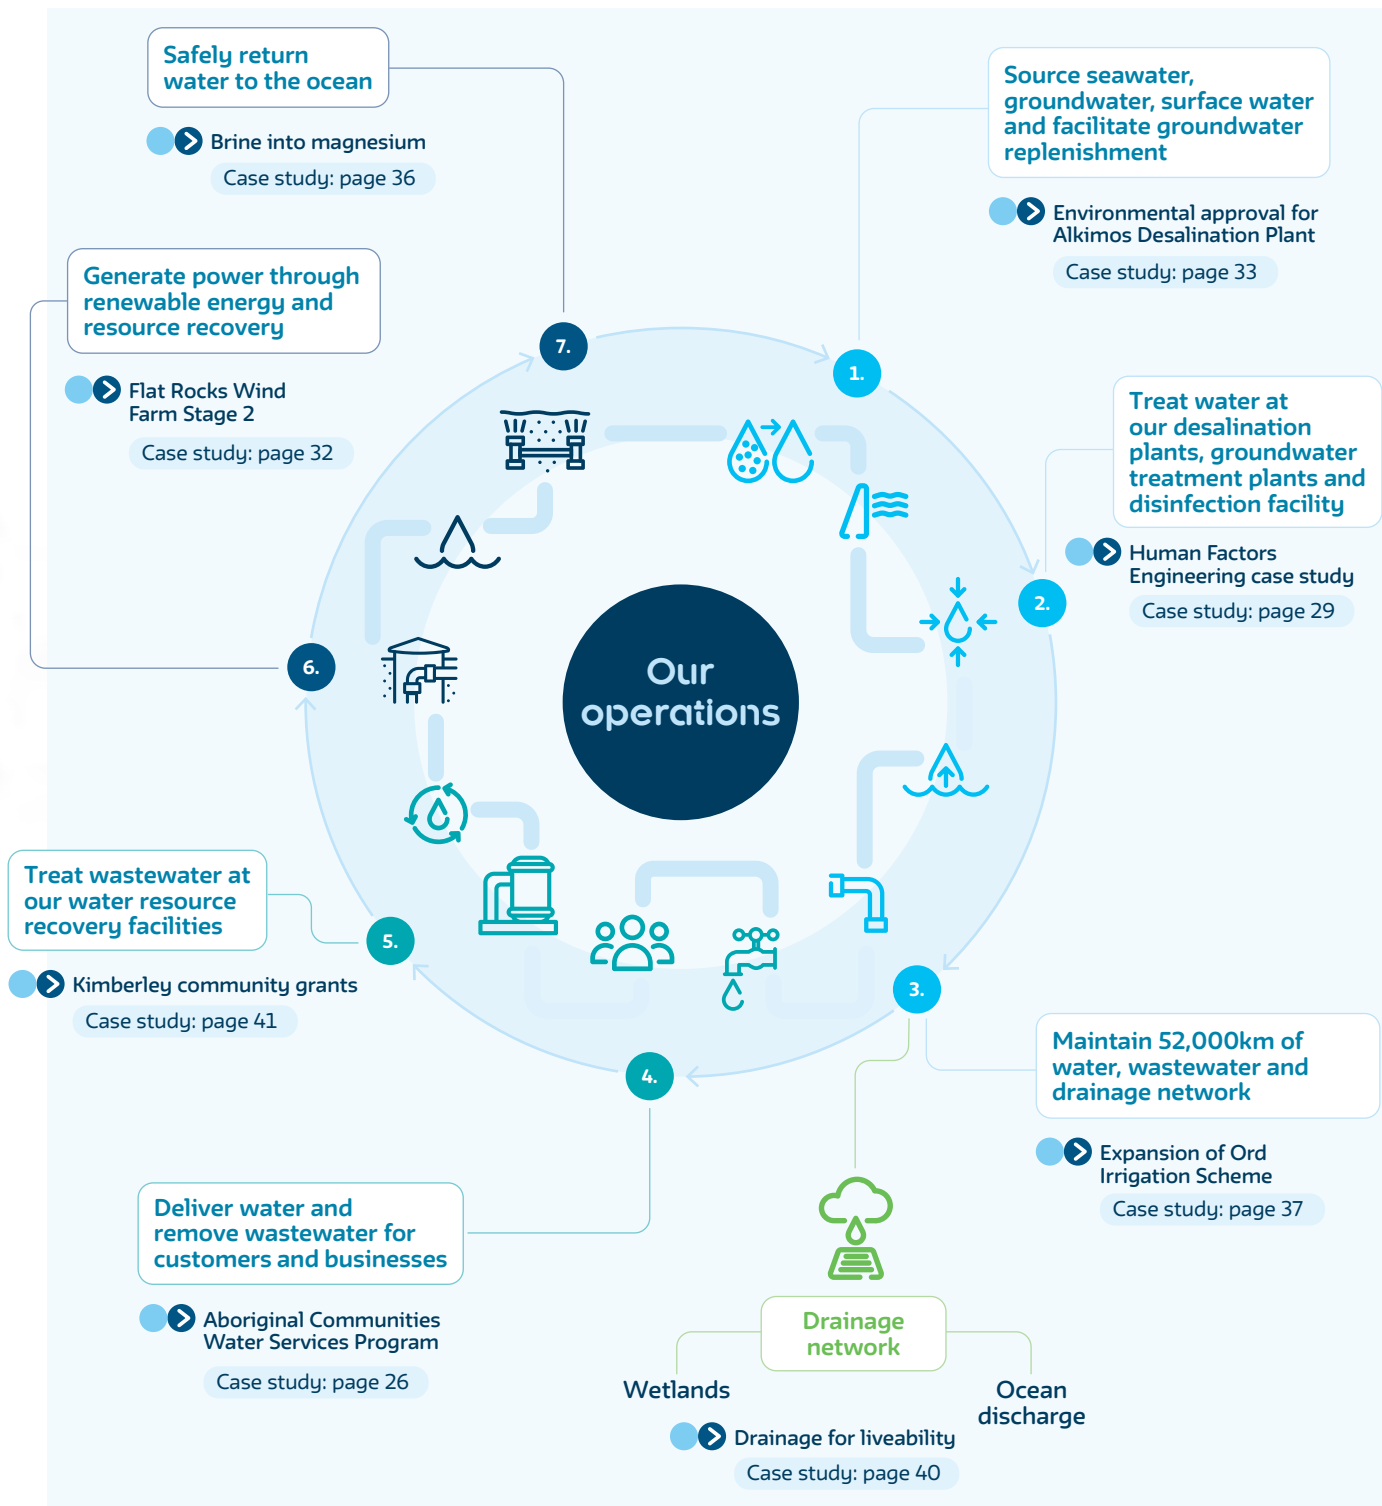 Safely return
water to the ocean
Brine into magnesium
Case study: page 36
Source seawater,
groundwater, surface water
and facilitate groundwater
replenishment
Environmental approval for
Alkimos Desalination Plant
Case study: page 33
Generate power through
renewable energy and
resource recovery
Flat Rocks Wind
Farm Stage 2
Case study: page 32
7.
1.
Treat water at
our desalination
plants, groundwater
treatment plants and
disinfection facility
Human Factors
Engineering case study
Case study: page 29
2.
6.
Our
operations
Treat wastewater at
our water resource
recovery facilities
Kimberley community grants
Case study: page 41
5.
3.
Maintain 52,000km of
water, wastewater and
drainage network
Expansion of Ord
Irrigation Scheme
Case study: page 37
4.
Deliver water and
remove wastewater for
customers and businesses
Aboriginal Communities
Water Services Program
Case study: page 26
Drainage
network
Wetlands
Ocean
discharge
Drainage for liveability
Case study: page 40